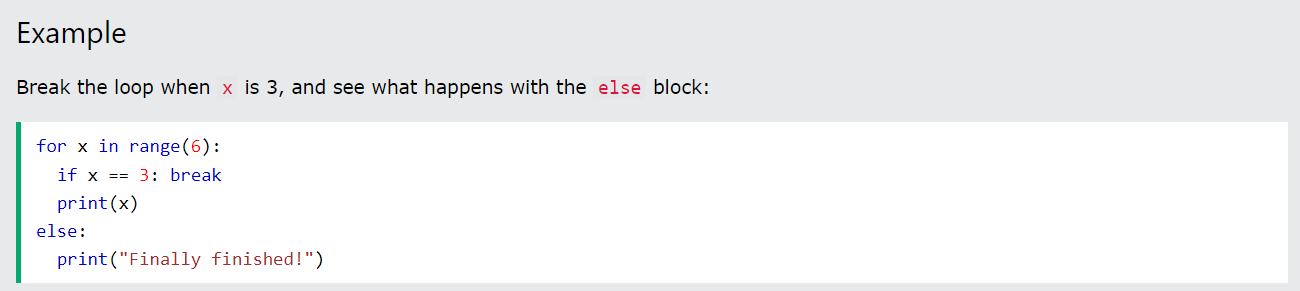 Example
Break the loop when x is 3, and see what happens with the else block:
for x in range(6):
  if x == 3: break
  print(x)
else:
  print("Finally finished!")